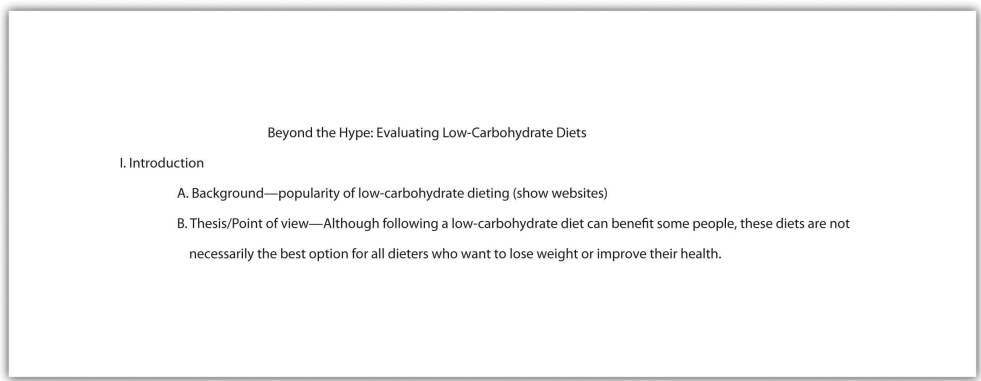 Beyond the Hype: Evaluating Low-Carbohydrate Diets
I. Introduction
A. Background—popularity of low-carbohydrate dieting (show websites)
B. Thesis/Point of view—Although following a low-carbohydrate diet can benefit some people, these diets are not
necessarily the best option for all dieters who want to lose weight or improve their health.